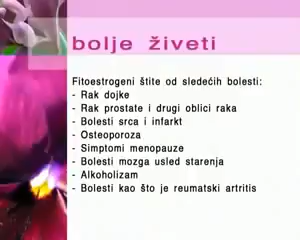 bolje živeti
Fitoestrogeni štite od sledećih bolesti:
- Rak dojke
- Rak prostate i drugi oblici raka
- Bolesti srca i infarkt
- Osteoporoza
- Simptomi menopauze
- Bolesti mozga usled starenja
- Alkoholizam
- Bolesti kao što je reumatski artritis